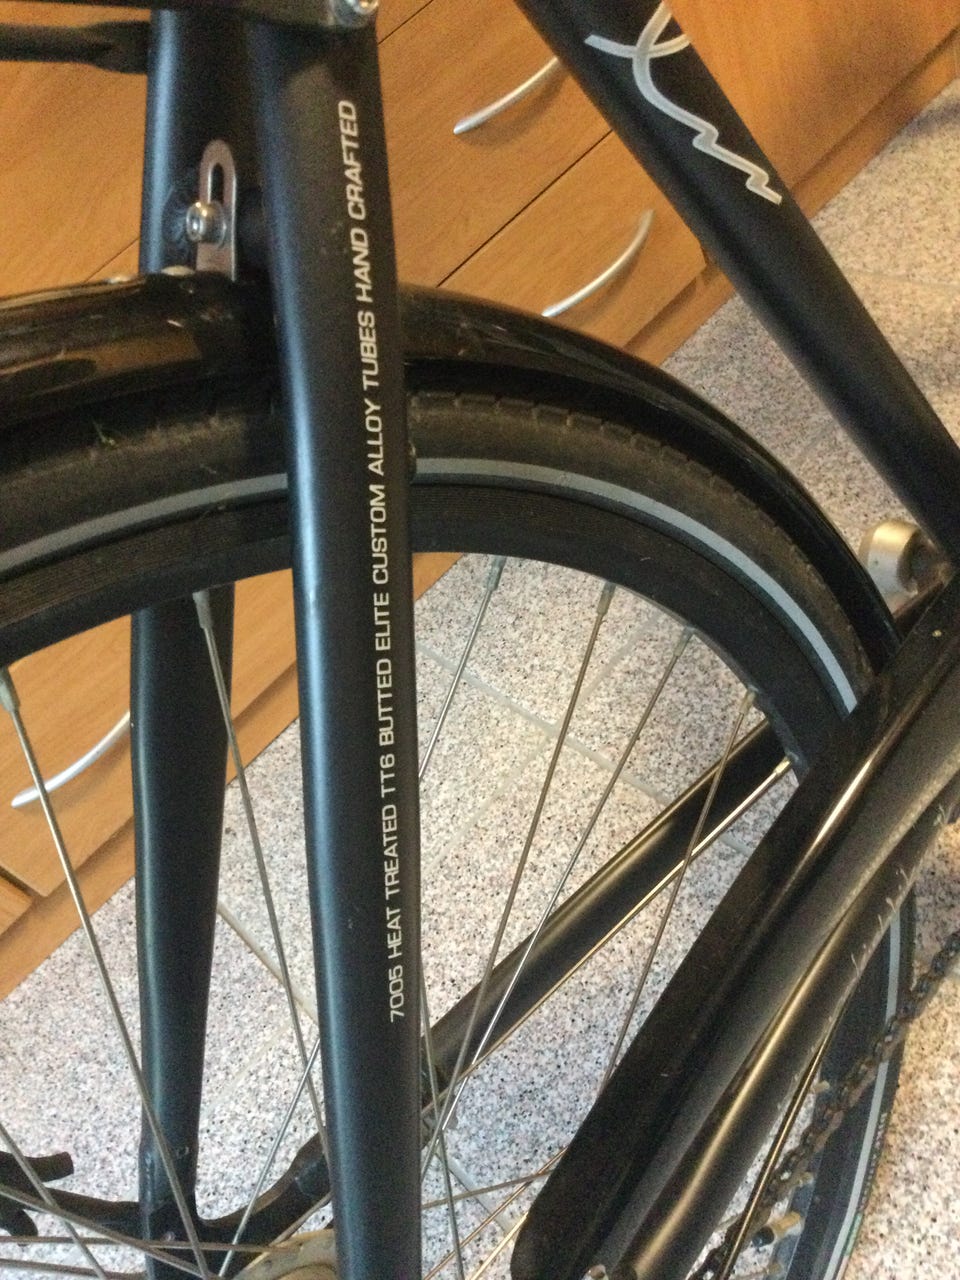 7005 HEAT TREATED TT6 BUTTED ELITE CUSTOM ALLOY TUBES HAND CRAFTED